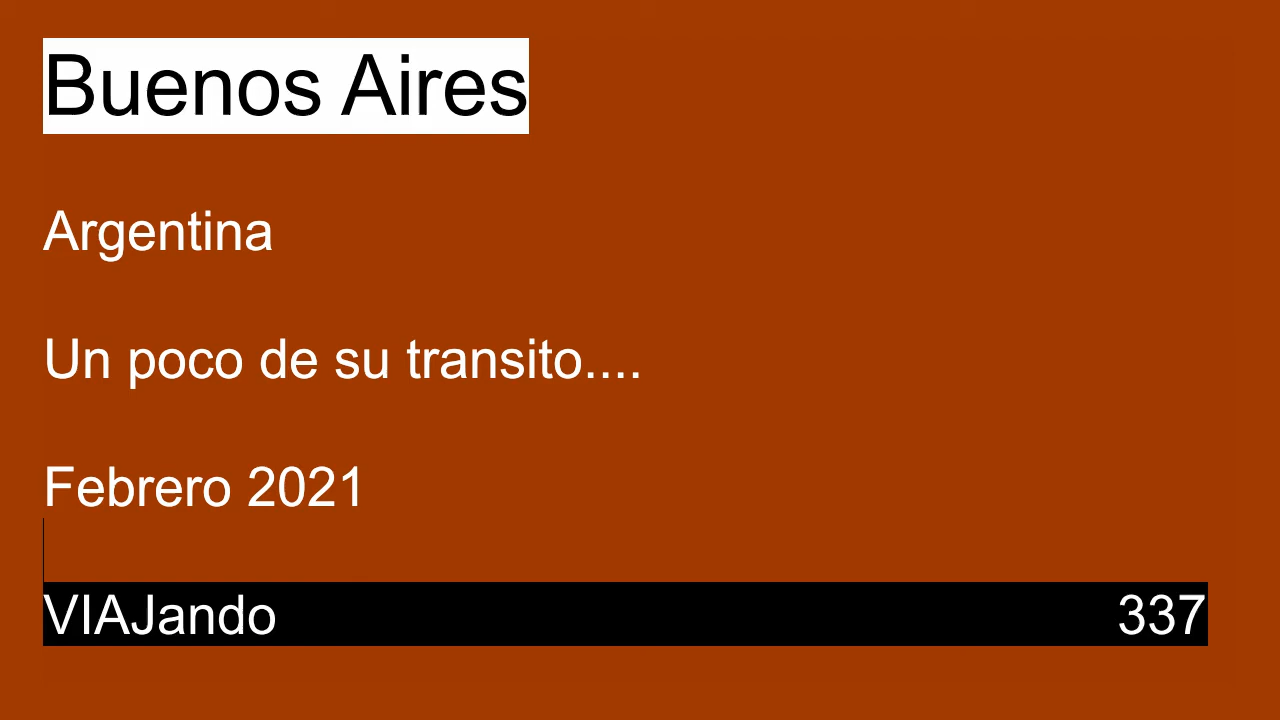 Buenos Aires
Argentina
Un poco de su transito....
Febrero 2021
VIAJando 337